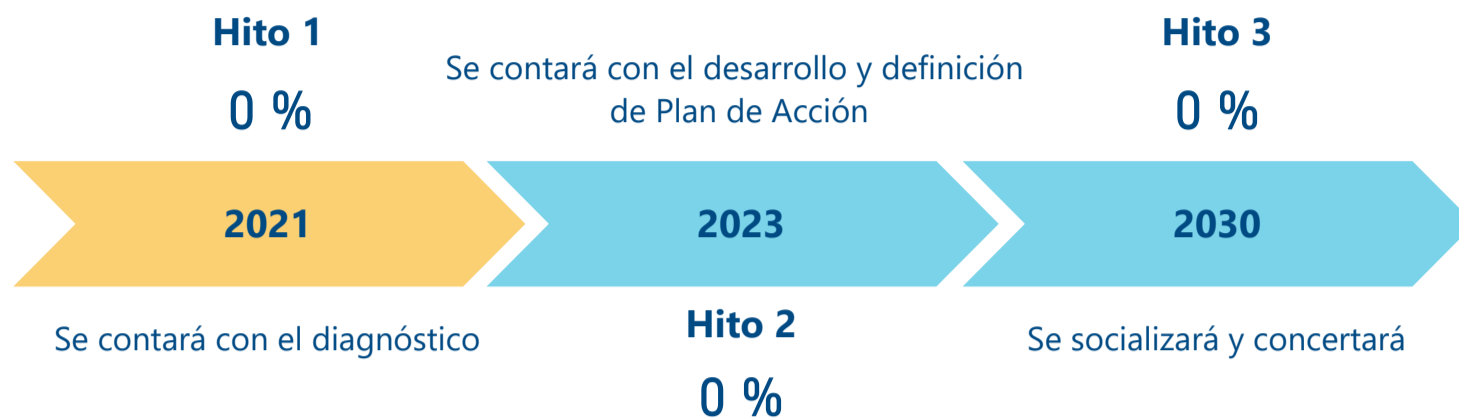 Hito 1
0 %
2021
Se contará con el diagnóstico
Se contará con el desarrollo y definición
de Plan de Acción
2023
Hito 2
0 %
Hito 3
0 %
2030
Se socializará y concertará